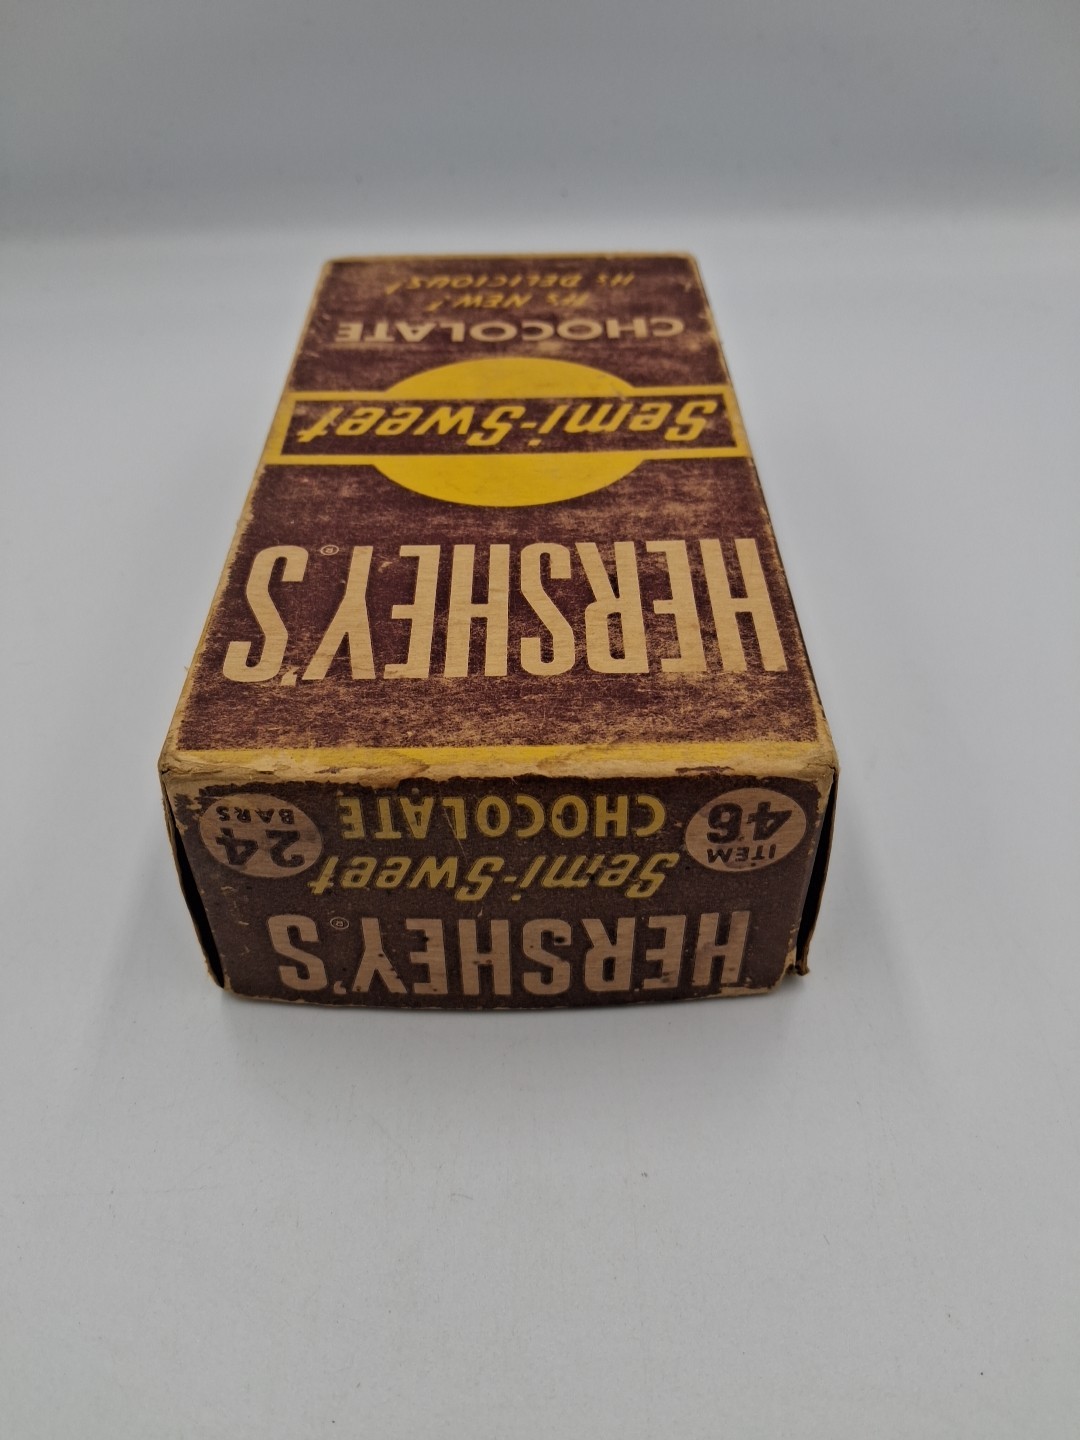 HERSHEY'S®
Semi-Sweet
CHOCOLATE
It's NEW!
It's DELICIOUS!
HERSHEY'S®
Semi-Sweet
CHOCOLATE
ITEM
46
24
BARS